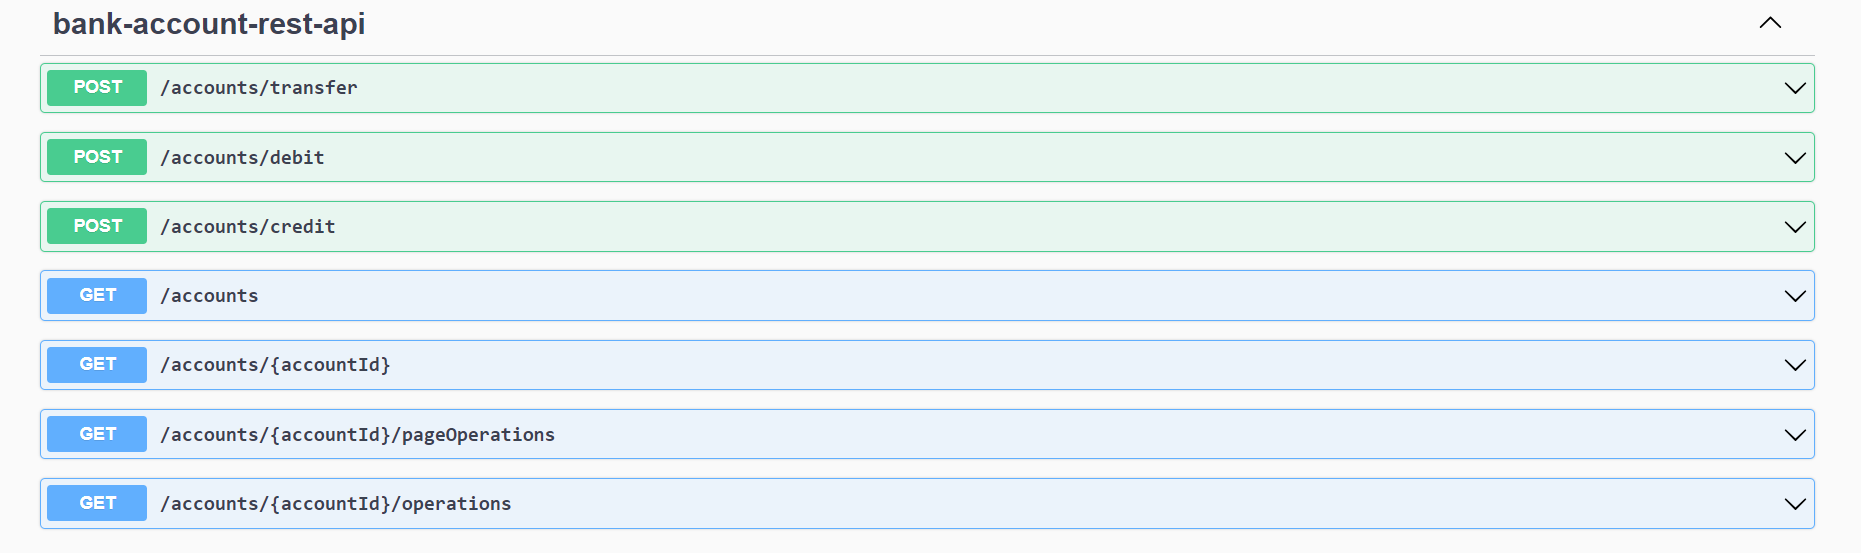 bank-account-rest-api
POST /accounts/transfer
POST /accounts/debit
POST /accounts/credit
GET /accounts
GET /accounts/{accountId}
GET /accounts/{accountId}/pageOperations
GET /accounts/{accountId}/operations